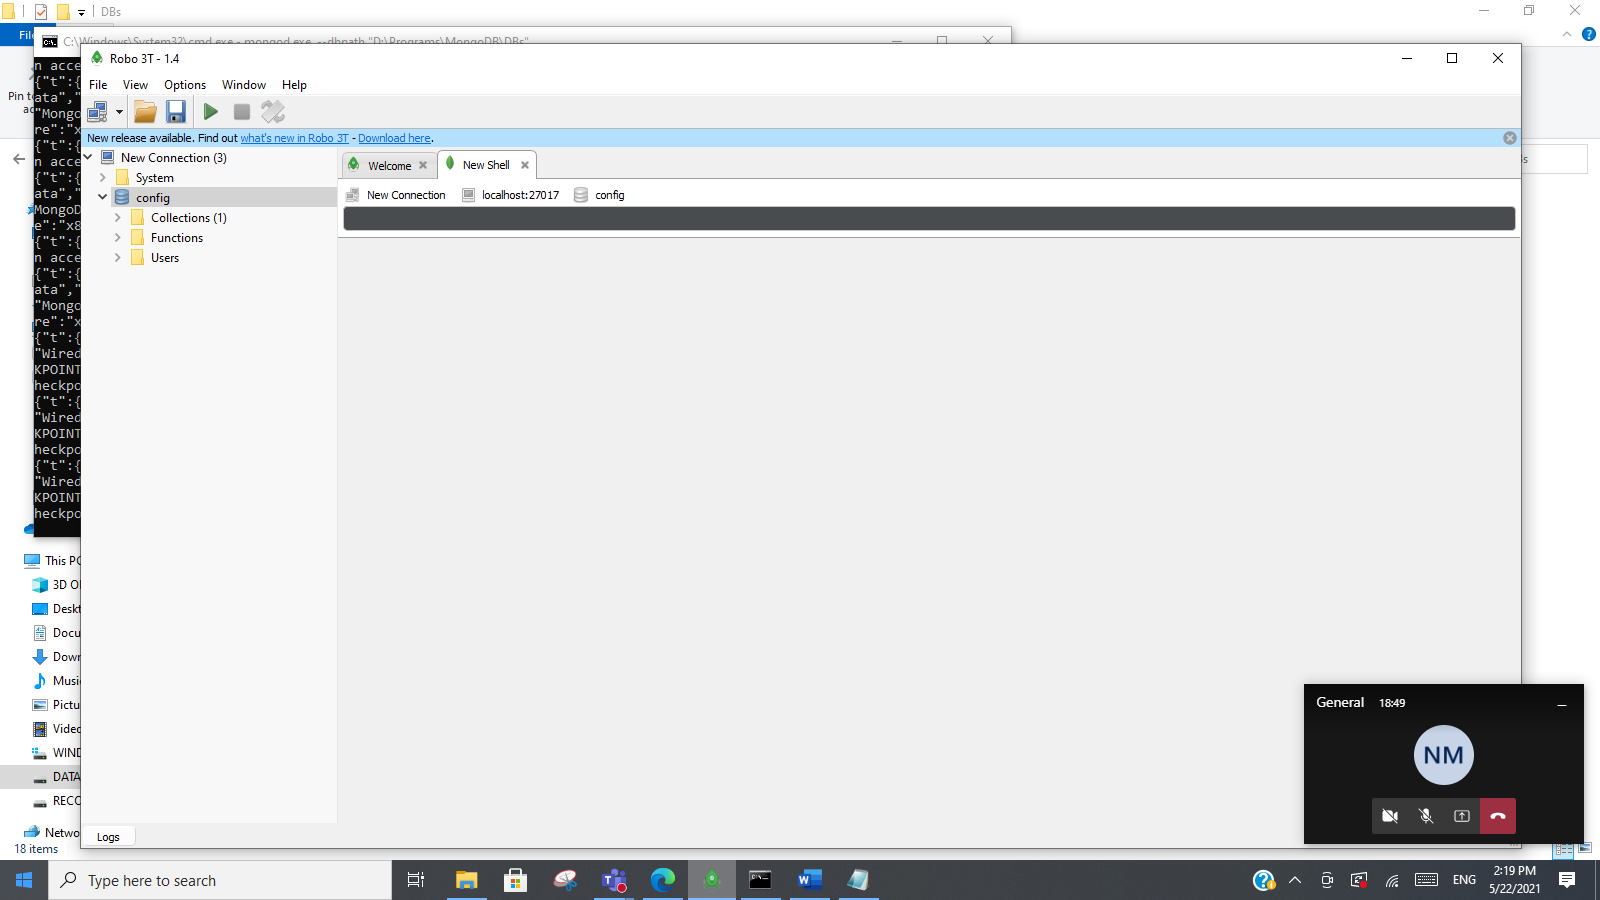 DBs
File
C:\Windows\System32\cmd.exe - mongod.exe --dbpath "D:\Programs\MongoDB\DBs"
Robo 3T - 1.4
File View Options Window Help
New release available. Find out what's new in Robo 3T - Download here.
New Connection (3)
System
config
Collections (1)
Functions
Users
Welcome
New Shell
New Connection localhost:27017 config
n acce
{"t":{
ata","
"Mongo
re":"x
{"t":{
n acce
{"t":{
ata","
MongoD
e":"x8
{"t":{
n acce
{"t":{
ata","
"Mongo
re":"x
{"t":{
"Wired
KPOINT
heckpo
{"t":{
"Wired
KPOINT
heckpo
{"t":{
"Wired
KPOINT
heckpo
Pin to
This PC
3D O
Deskt
Docu
Down
Music
Pictu
Video
WIND
DATA
RECO
Netwo
18 items
Logs
General 18:49
NM
Type here to search
ENG
2:19 PM
5/22/2021